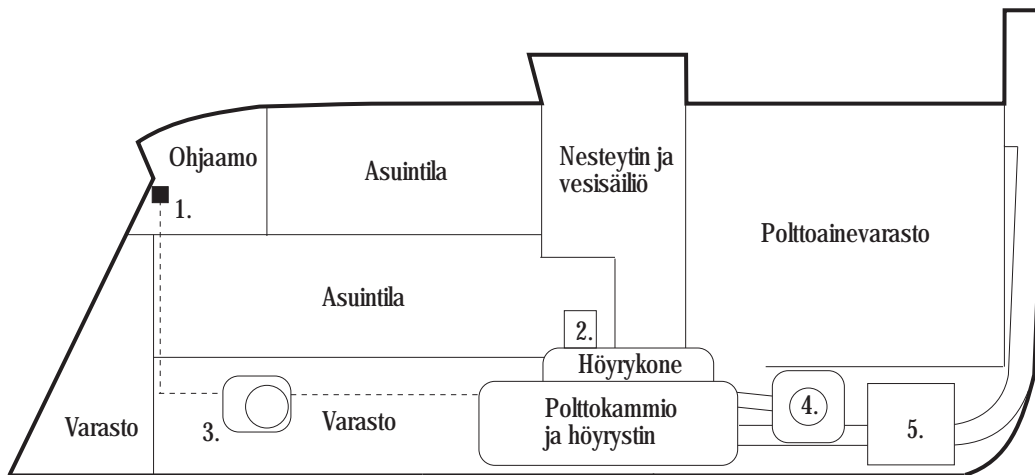 Ohjaamo
Asuintila
Nesteytin ja
vesisäiliö
1.
Polttoainevarasto
Asuintila
2.
Höyrykone
Polttokammio
ja höyrystin
4.
5.
Varasto
3.
Varasto